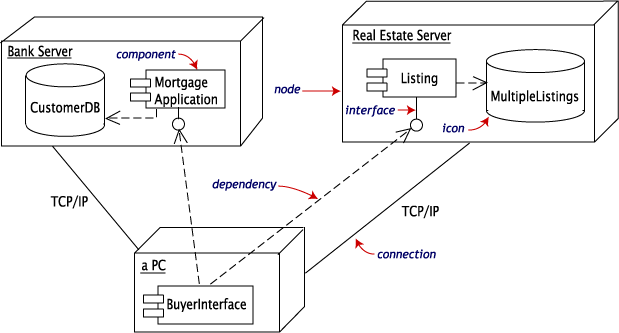 Bank Server
component
Mortgage
Application
CustomerDB
Real Estate Server
node
Listing
interface
MultipleListings
icon
dependency
TCP/IP
TCP/IP
connection
a PC
BuyerInterface